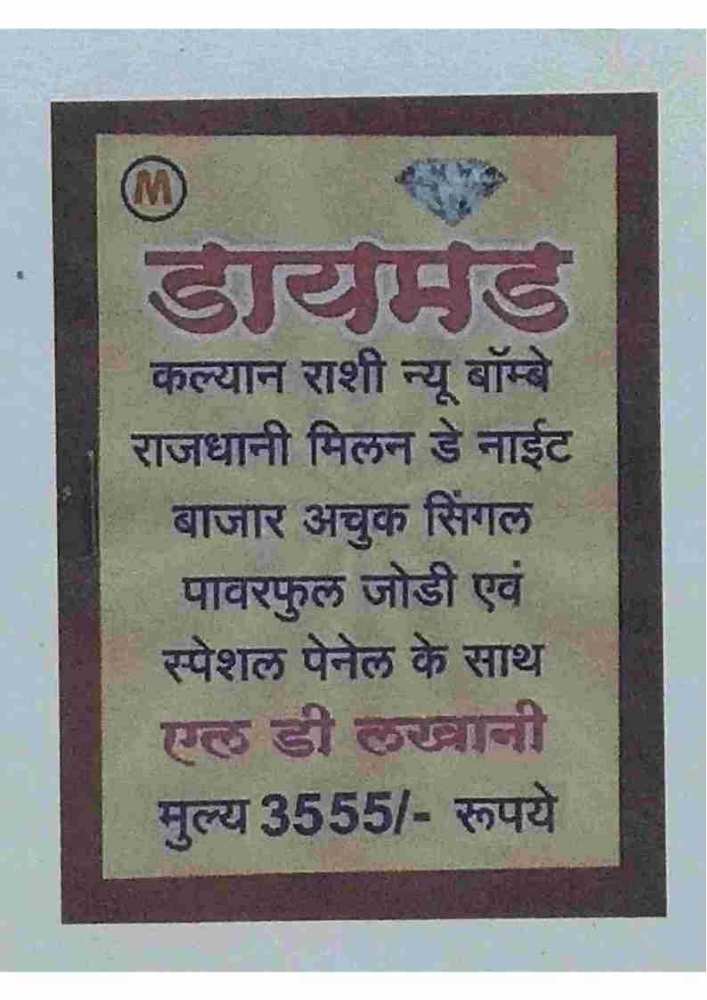 M
डायमंड
कल्यान राशी न्यू बॉम्बे
राजधानी मिलन डे नाईट
बाजार अचुक सिंगल
पावरफुल जोडी एवं
स्पेशल पेनेल के साथ
एल डी लखानी
मुल्य 3555/- रूपये